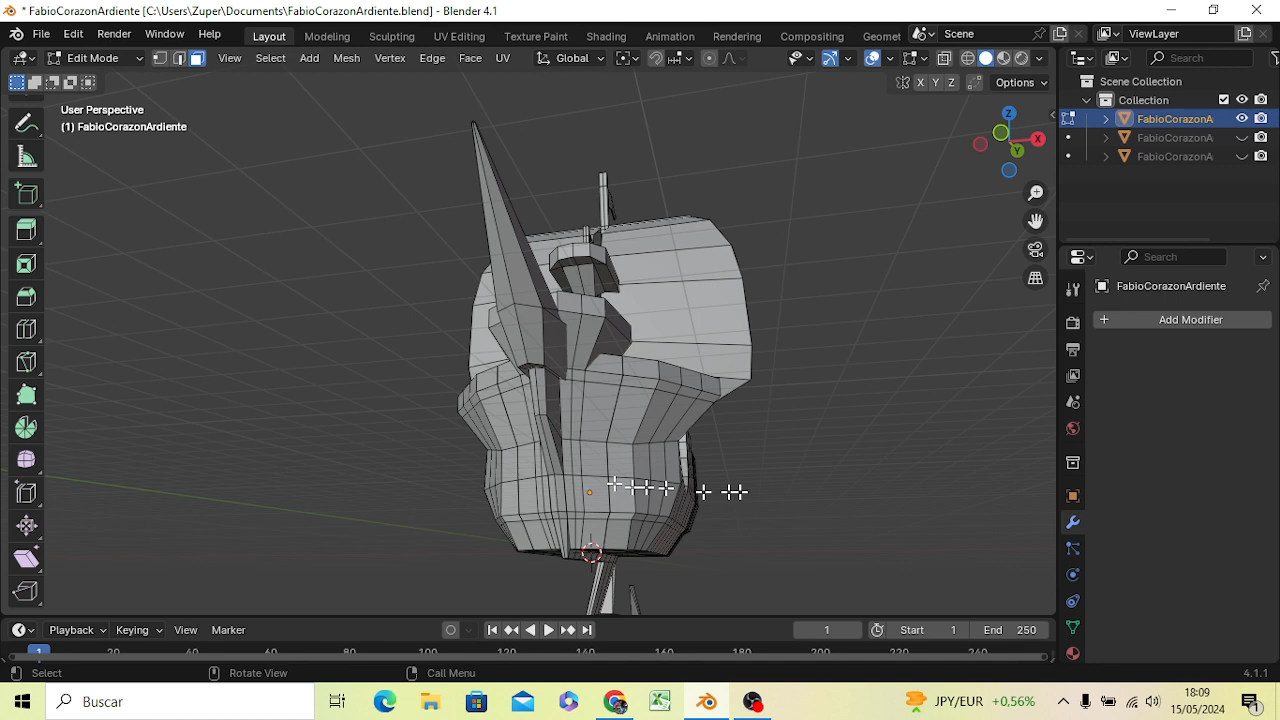 * FabioCorazonArdiente [C:\Users\Zuper\Documents\FabioCorazonArdiente.blend] - Blender 4.1
File Edit Render Window Help Layout Modeling Sculpting UV Editing Texture Paint Shading Animation Rendering Compositing Geomet Scene ViewLayer
Edit Mode View Select Add Mesh Vertex Edge Face UV Global Search
X Y Z Options
User Perspective
(1) FabioCorazonArdiente
Z
X
Y
Scene Collection
Collection
FabioCorazonA
FabioCorazonA
FabioCorazonA
Search
FabioCorazonArdiente
+ Add Modifier
Playback Keying View Marker 1 Start 1 End 250
20 40 60 80 100 120 140 160 180 200 220 240
Select Rotate View Call Menu 4.1.1
Buscar JPY/EUR +0,56% 18:09
15/05/2024
1